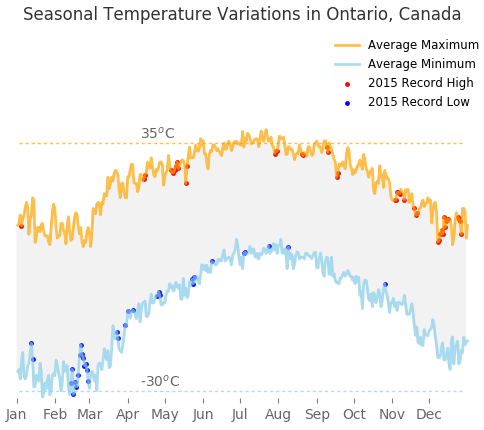 Seasonal Temperature Variations in Ontario, Canada
Average Maximum
Average Minimum
2015 Record High
2015 Record Low
35°C
-30°C
Jan Feb Mar Apr May Jun Jul Aug Sep Oct Nov Dec